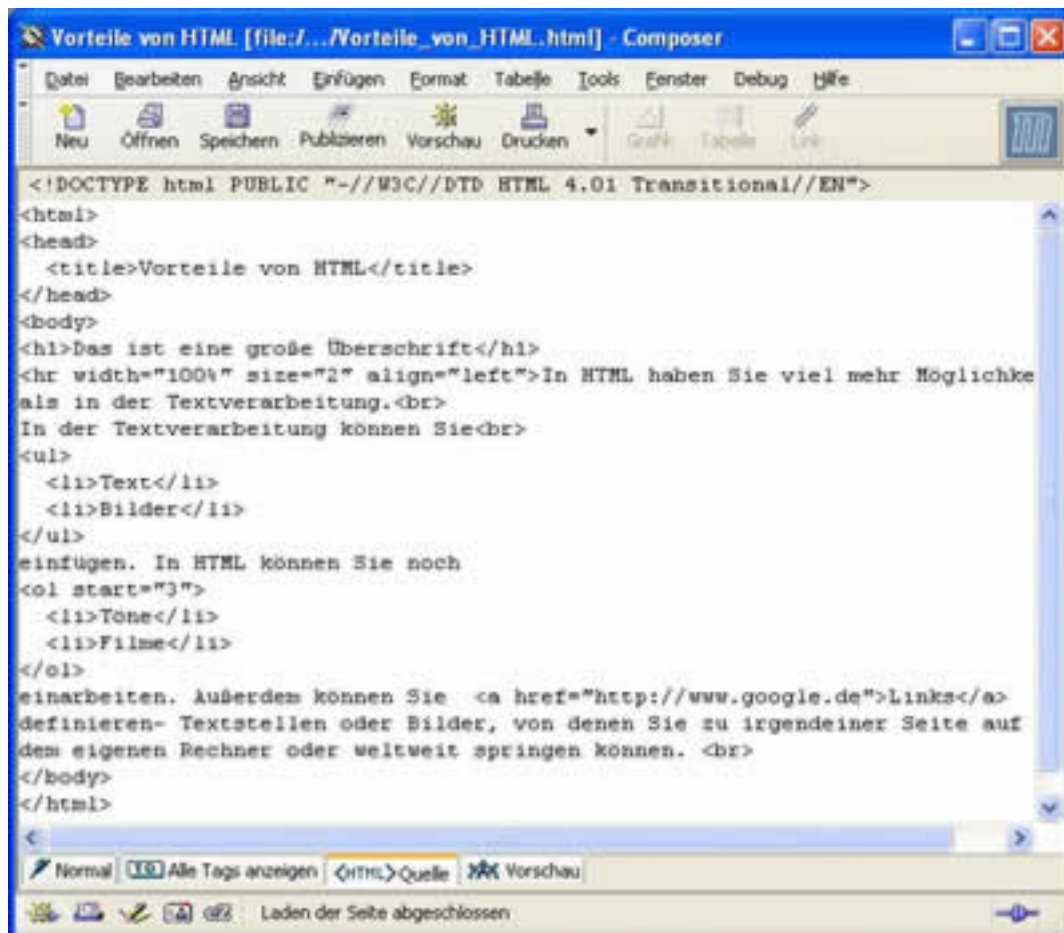 Vorteile von HTML [file:/.../Vorteile_von_HTML.html] - Composer
Datei Bearbeiten Ansicht Einfügen Format Tabelle Tools Fenster Debug Hilfe
Neu Öffnen Speichern Publizieren Vorschau Drucken Grafik Tabelle Link
<!DOCTYPE html PUBLIC "-//W3C//DTD HTML 4.01 Transitional//EN">
<html>
<head>
<title>Vorteile von HTML</title>
</head>
<body>
<h1>Das ist eine große Überschrift</h1>
<hr width="100%" size="2" align="left">In HTML haben Sie viel mehr Möglichke
als in der Textverarbeitung.<br>
In der Textverarbeitung können Sie<br>
<ul>
<li>Text</li>
<li>Bilder</li>
</ul>
einfügen. In HTML können Sie noch
<ol start="3">
<li>Töne</li>
<li>Filme</li>
</ol>
einarbeiten. Außerdem können Sie  <a href="http://www.google.de">Links</a>
definieren- Textstellen oder Bilder, von denen Sie zu irgendeiner Seite auf
dem eigenen Rechner oder weltweit springen können. <br>
</body>
</html>
Normal Alle Tags anzeigen <HTML> Quelle Vorschau
Laden der Seite abgeschlossen